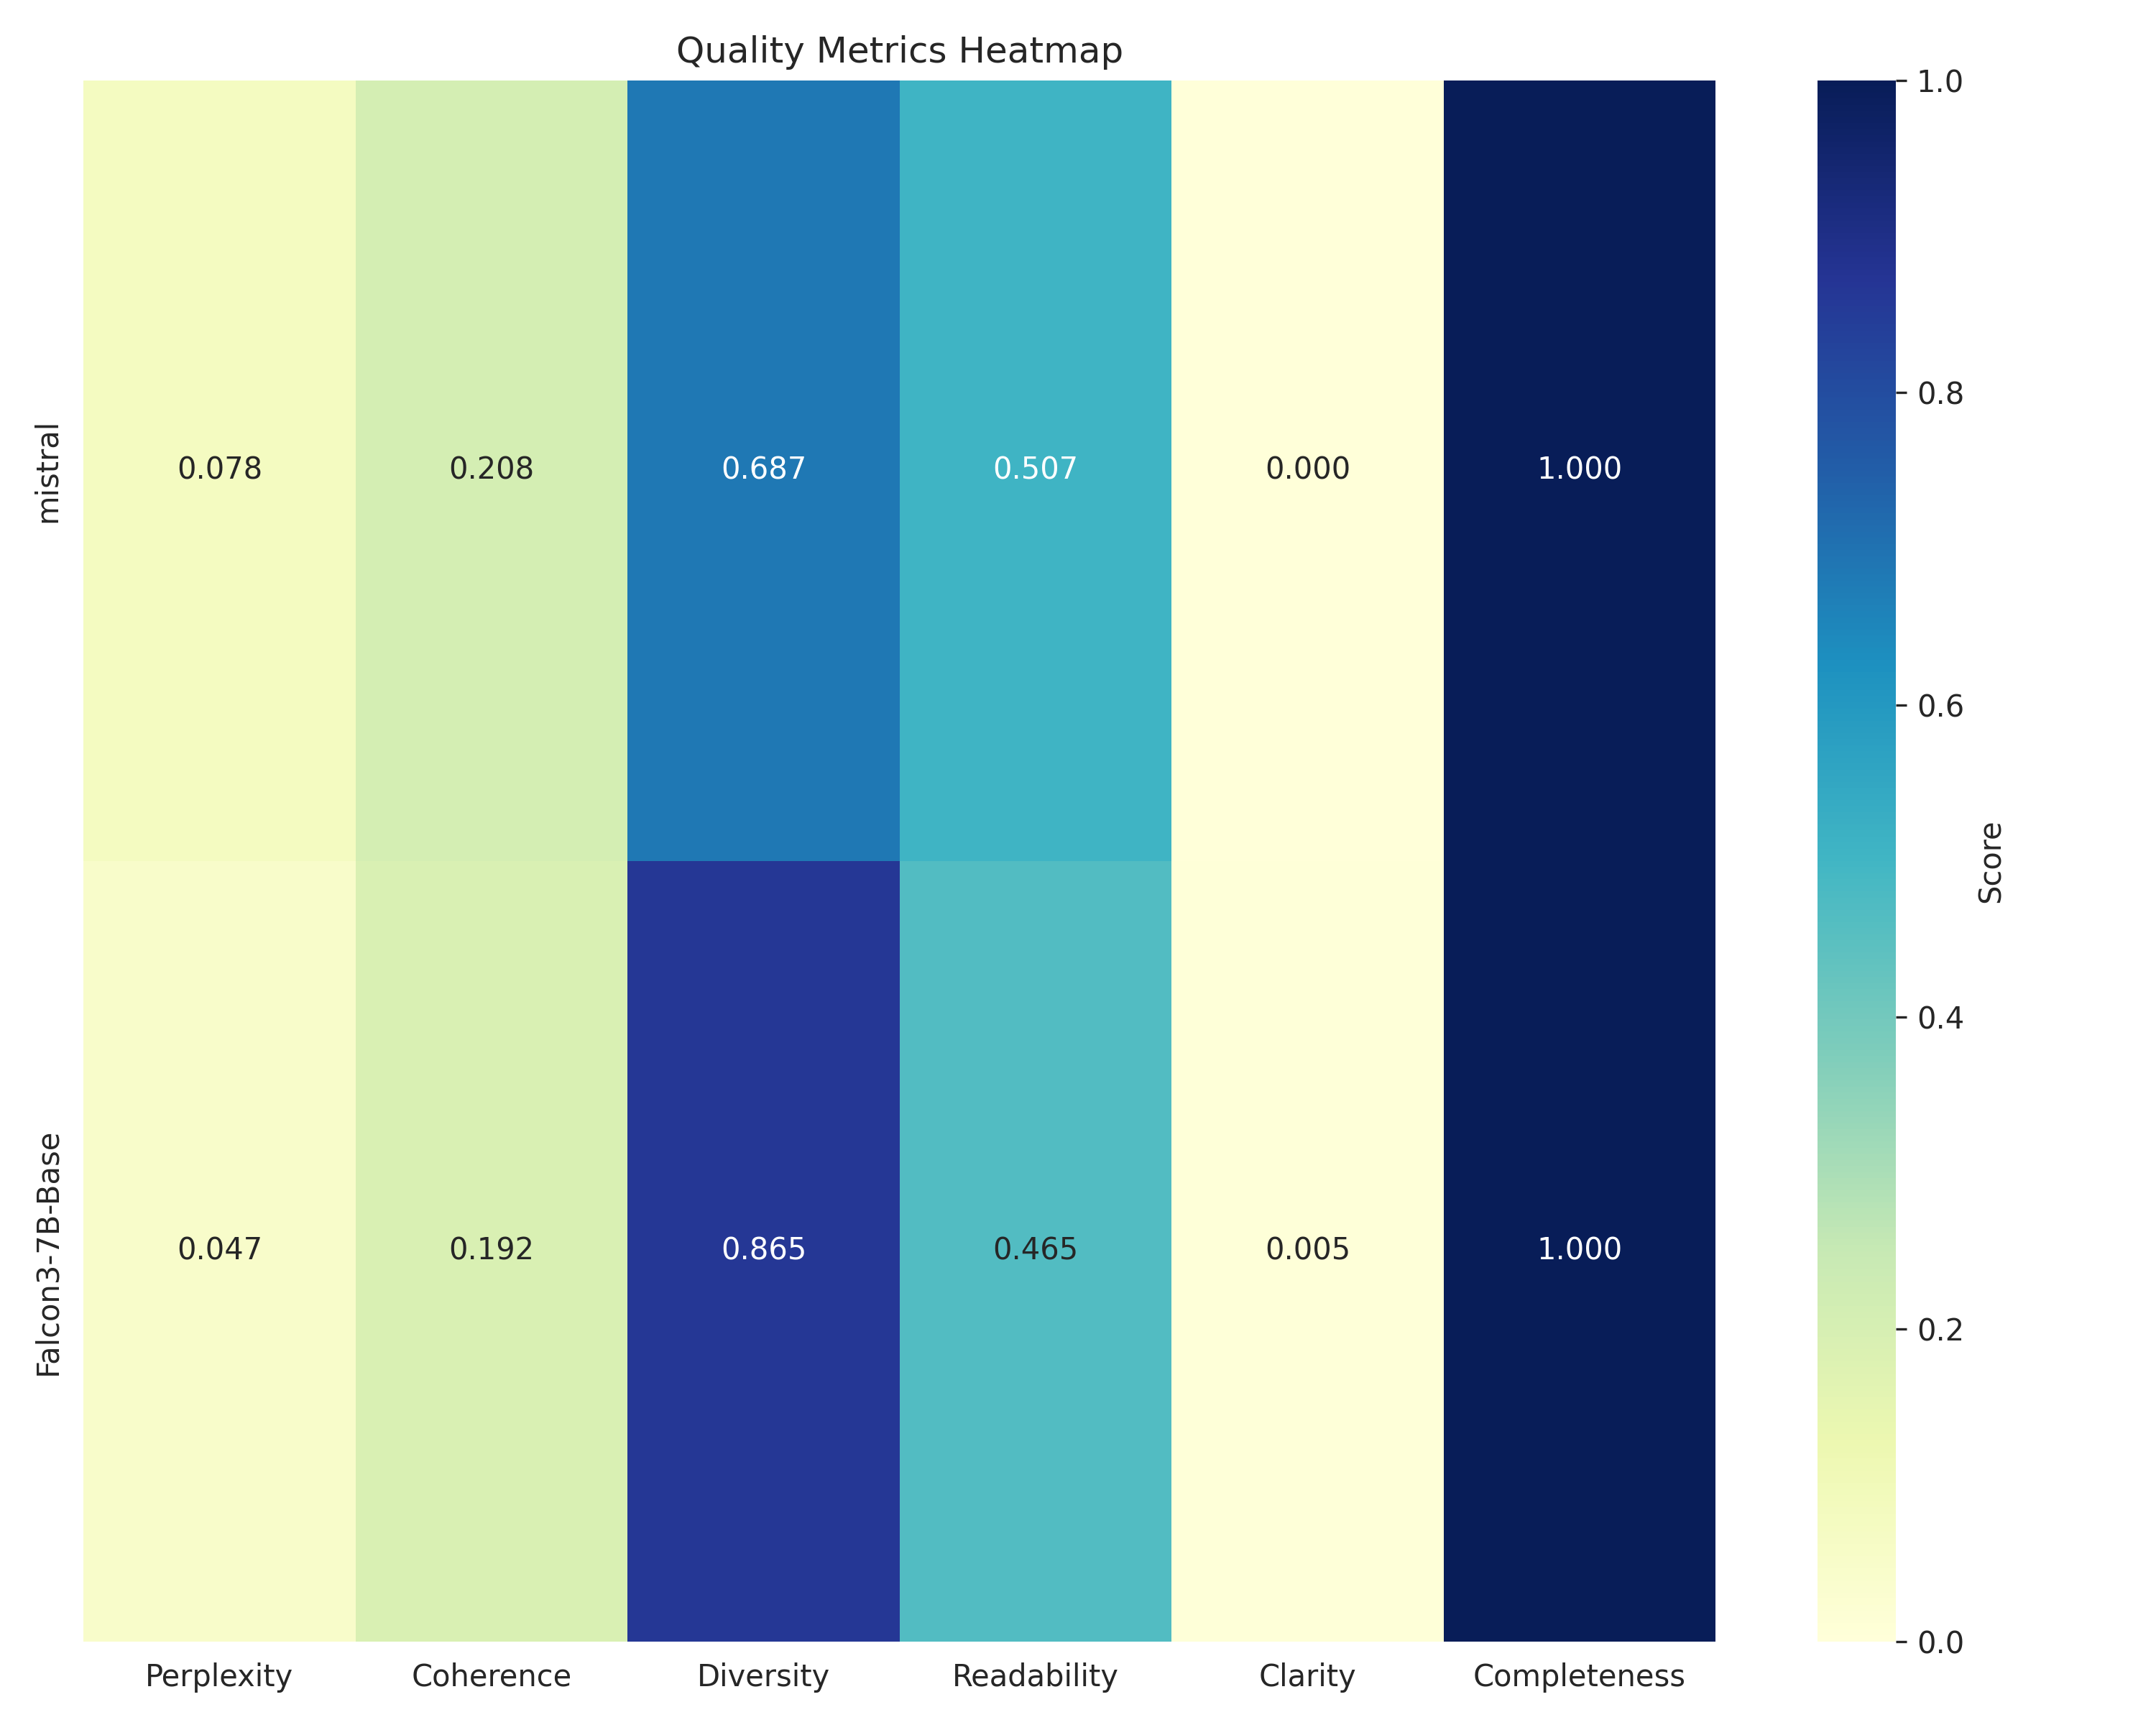 Quality Metrics Heatmap
mistral
0.078 0.208 0.687 0.507 0.000 1.000
Falcon3-7B-Base
0.047 0.192 0.865 0.465 0.005 1.000
Perplexity Coherence Diversity Readability Clarity Completeness
1.0
0.8
0.6
0.4
0.2
0.0
Score